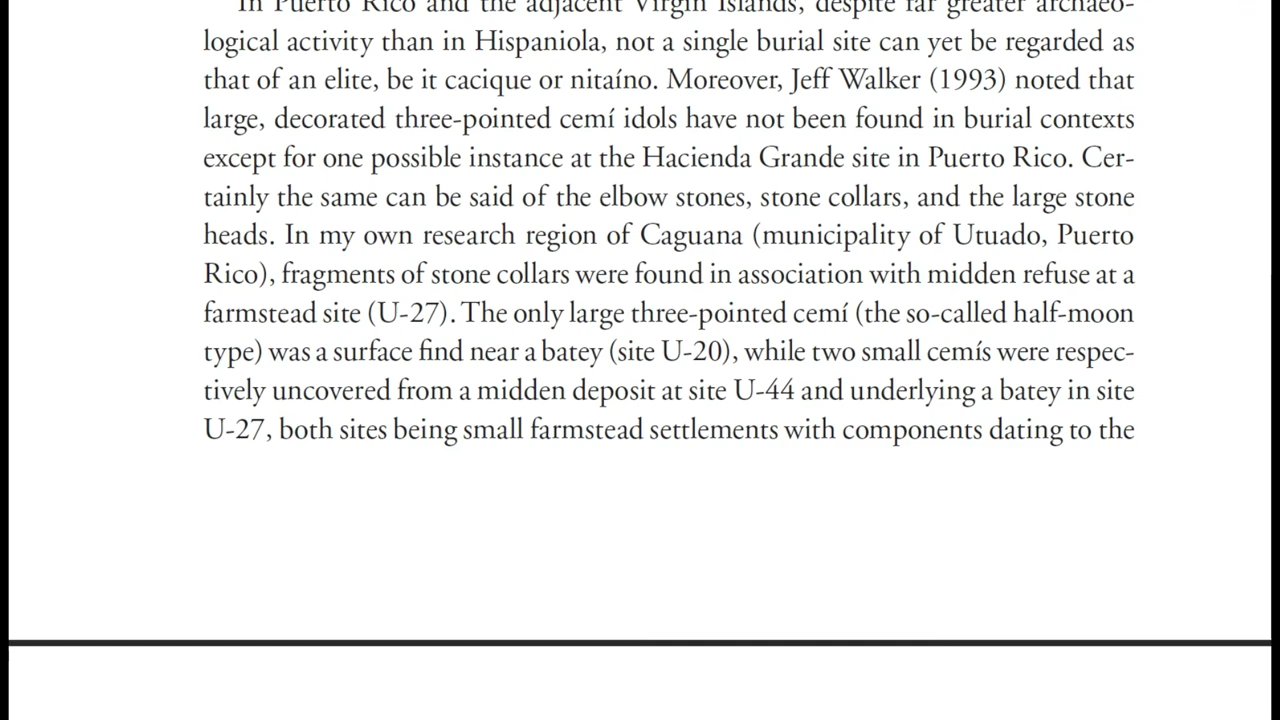 In Puerto Rico and the adjacent Virgin Islands, despite far greater archaeo-
logical activity than in Hispaniola, not a single burial site can yet be regarded as
that of an elite, be it cacique or nitaíno. Moreover, Jeff Walker (1993) noted that
large, decorated three-pointed cemí idols have not been found in burial contexts
except for one possible instance at the Hacienda Grande site in Puerto Rico. Cer-
tainly the same can be said of the elbow stones, stone collars, and the large stone
heads. In my own research region of Caguana (municipality of Utuado, Puerto
Rico), fragments of stone collars were found in association with midden refuse at a
farmstead site (U-27). The only large three-pointed cemí (the so-called half-moon
type) was a surface find near a batey (site U-20), while two small cemís were respec-
tively uncovered from a midden deposit at site U-44 and underlying a batey in site
U-27, both sites being small farmstead settlements with components dating to the